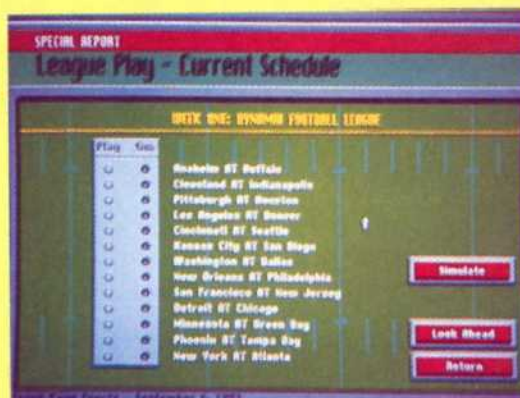 SPECIAL REPORT
League Play - Current Schedule
WEEK ONE: DYNAMIX FOOTBALL LEAGUE
Play Sim
Anaheim AT Buffalo
Cleveland AT Indianapolis
Pittsburgh AT Houston
Los Angeles AT Denver
Cincinnati AT Seattle
Kansas City AT San Diego
Washington AT Dallas
New Orleans AT Philadelphia
San Francisco AT New Jersey
Detroit AT Chicago
Minnesota AT Green Bay
Phoenix AT Tampa Bay
New York AT Atlanta
Simulate
Look Ahead
Return